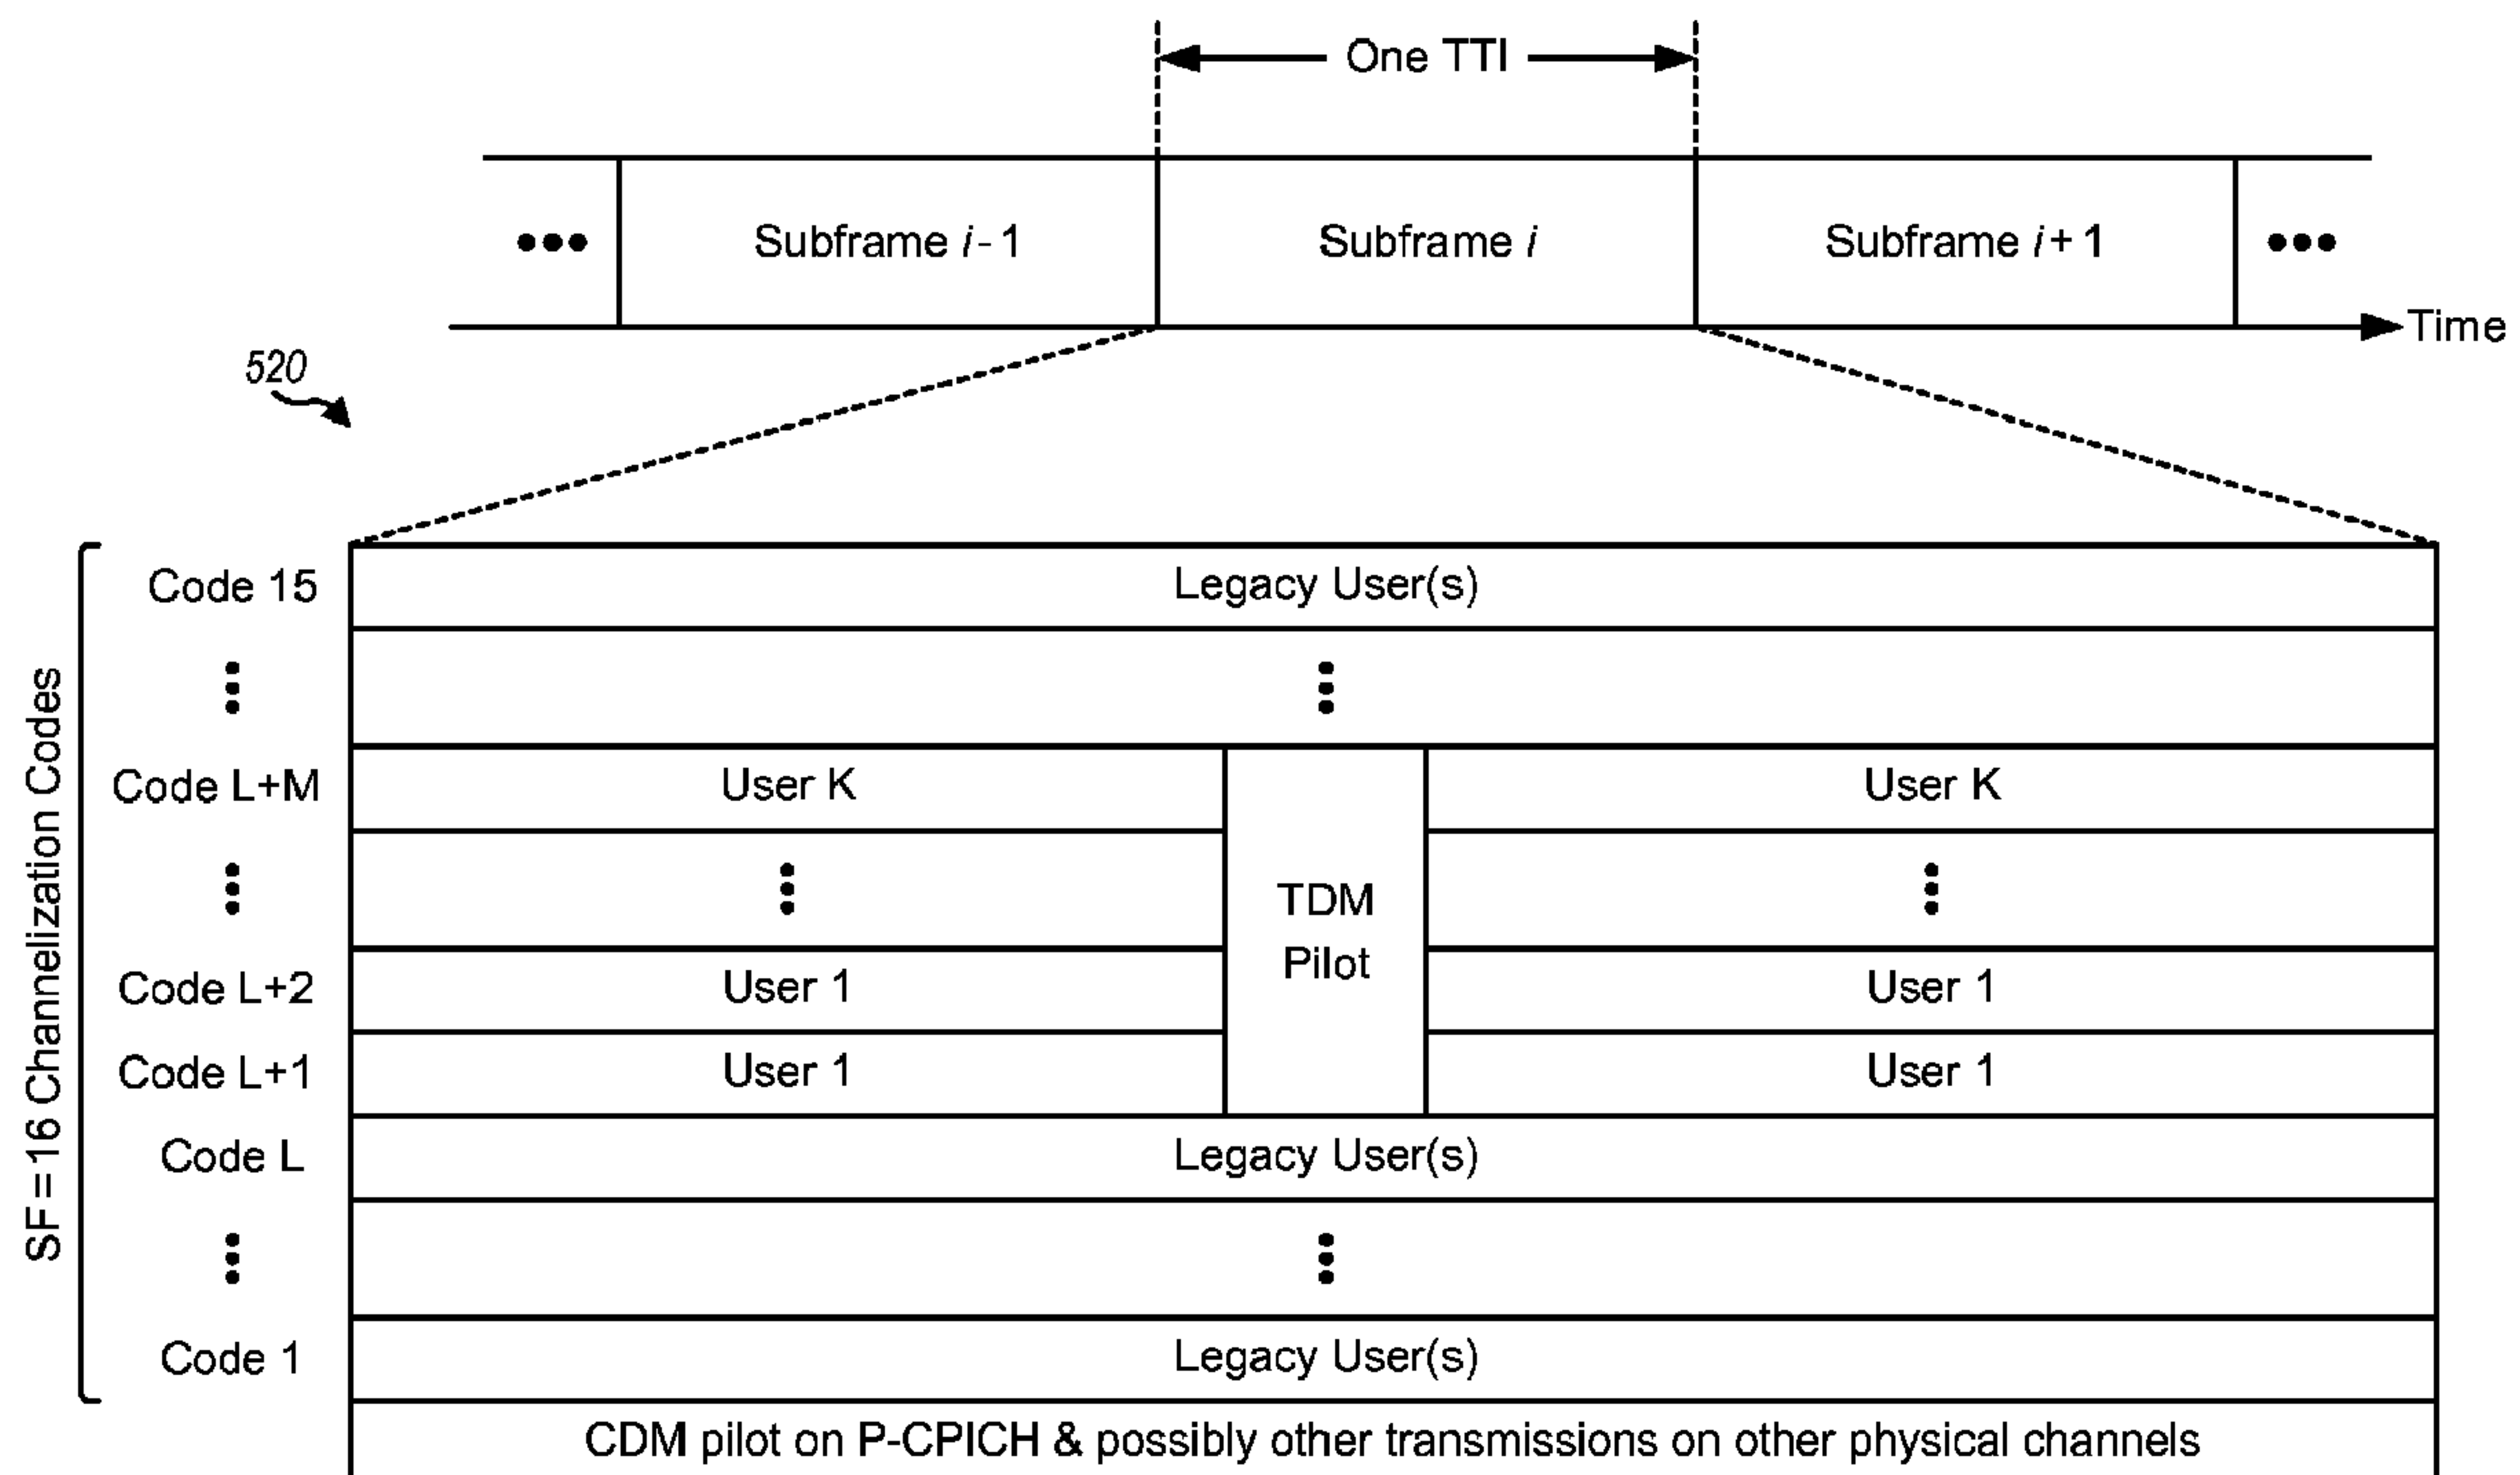 One TTI
••• Subframe i-1 Subframe i Subframe i+1 •••
Time
520
SF=16 Channelization Codes
Code 15 Legacy User(s)
Code L+M User K User K
TDM Pilot
Code L+2 User 1 User 1
Code L+1 User 1 User 1
Code L Legacy User(s)
Code 1 Legacy User(s)
CDM pilot on P-CPICH & possibly other transmissions on other physical channels